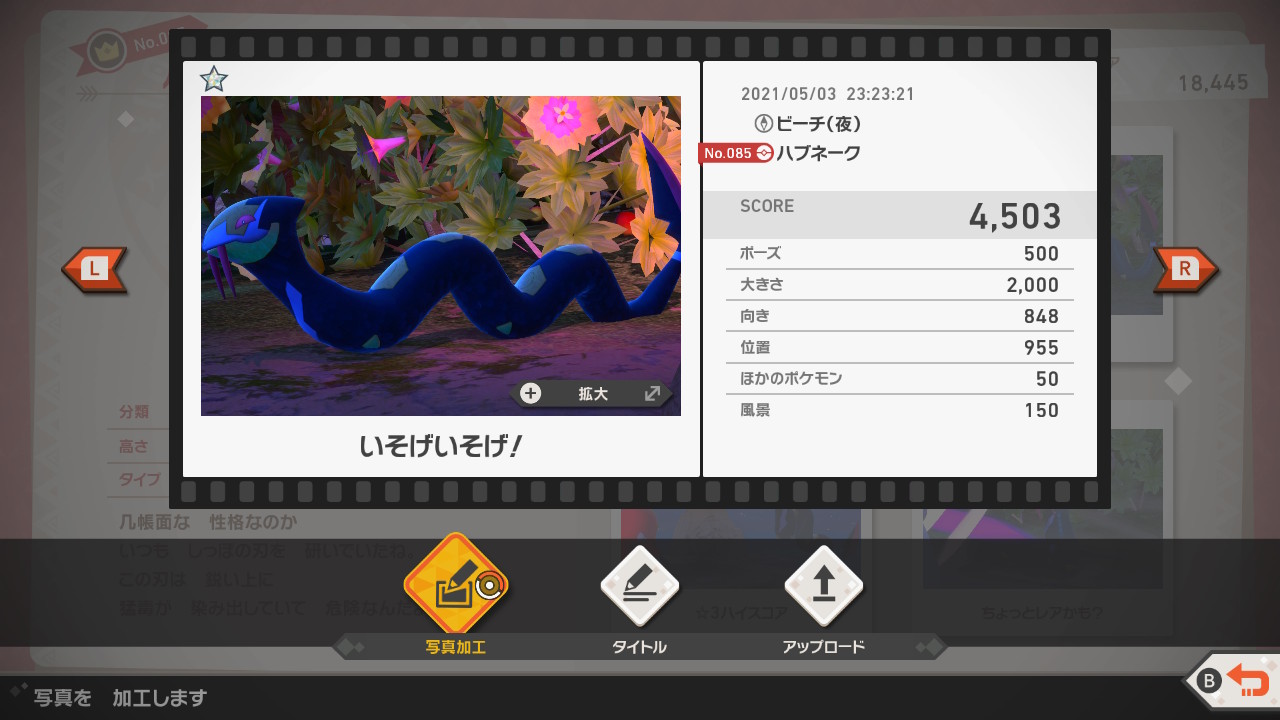 No.0
18,445
2021/05/03 23:23:21
ビーチ(夜)
No.085 ハブネーク
SCORE 4,503
ポーズ 500
大きさ 2,000
向き 848
位置 955
ほかのポケモン 50
風景 150
拡大
いそげいそげ!
L
R
分類
高さ
タイプ
几帳面な 性格なのか
いつも しっぽの刃を 研いでいたね。
この刃は 鋭い上に
猛毒が 染み出していて 危険なんだ
☆3ハイスコア
ちょっとレアかも?
写真加工
タイトル
アップロード
写真を 加工します
B